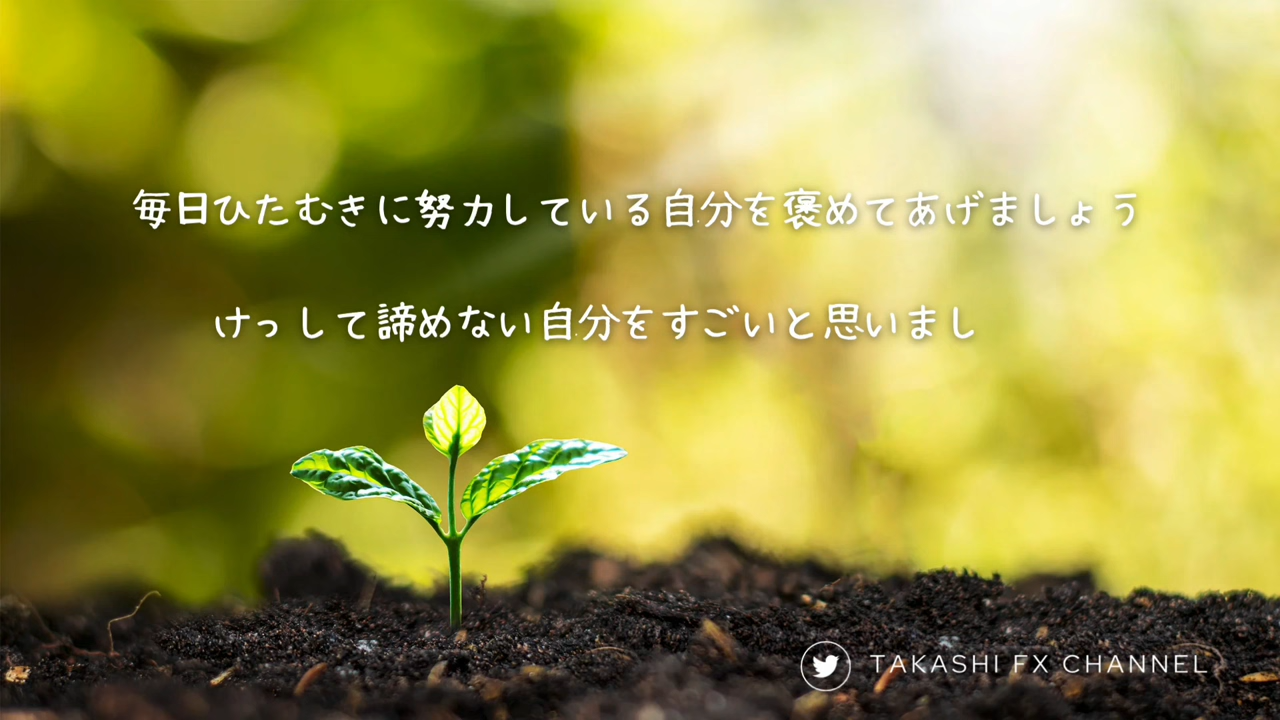 毎日ひたむきに努力している自分を褒めてあげましょう
けっして諦めない自分をすごいと思いまし
TAKASHI FX CHANNEL